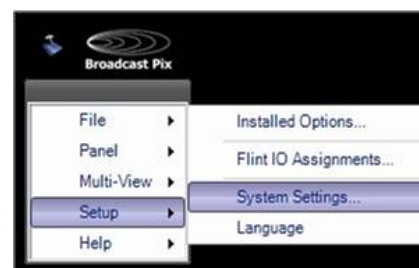 Broadcast Pix
File
Panel
Multi-View
Setup
Help
Installed Options...
Flint IO Assignments...
System Settings...
Language